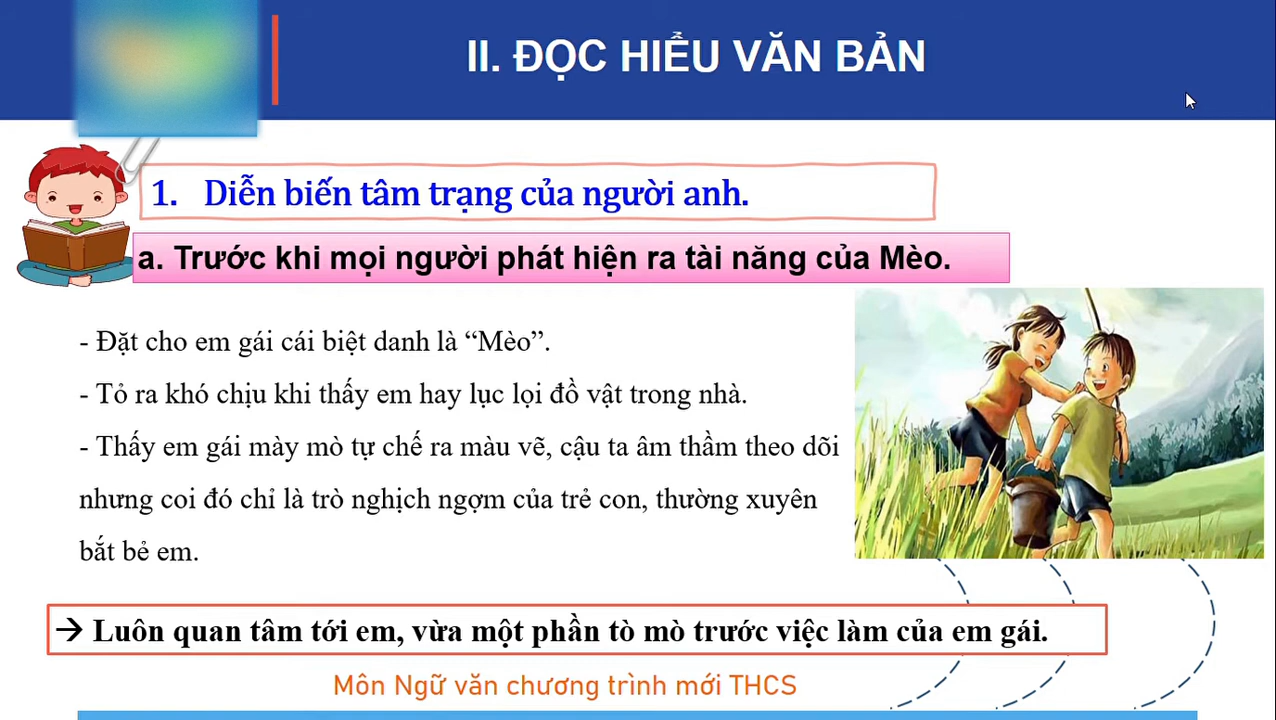 II. ĐỌC HIỂU VĂN BẢN
1. Diễn biến tâm trạng của người anh.
a. Trước khi mọi người phát hiện ra tài năng của Mèo.
- Đặt cho em gái cái biệt danh là “Mèo”.
- Tỏ ra khó chịu khi thấy em hay lục lọi đồ vật trong nhà.
- Thấy em gái mày mò tự chế ra màu vẽ, cậu ta âm thầm theo dõi
nhưng coi đó chỉ là trò nghịch ngợm của trẻ con, thường xuyên
bắt bẻ em.
→ Luôn quan tâm tới em, vừa một phần tò mò trước việc làm của em gái.
Môn Ngữ văn chương trình mới THCS